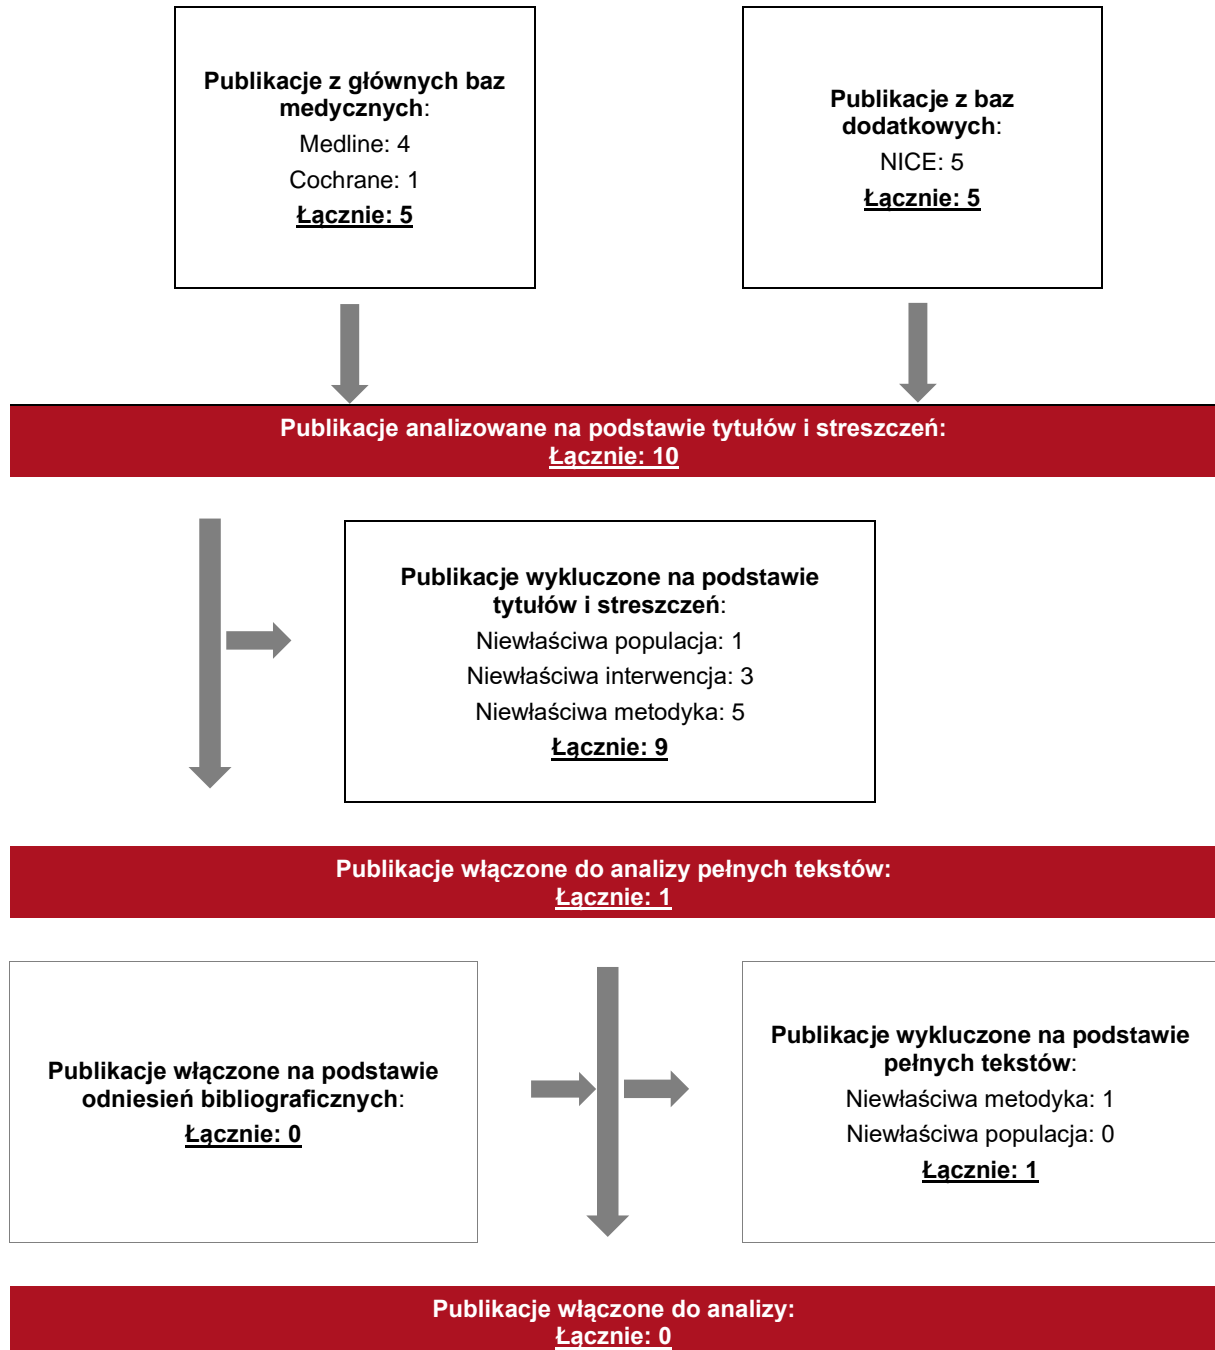 Publikacje z głównych baz
medycznych:
Medline: 4
Cochrane: 1
Łącznie: 5
Publikacje z baz
dodatkowych:
NICE: 5
Łącznie: 5
Publikacje analizowane na podstawie tytułów i streszczeń:
Łącznie: 10
Publikacje wykluczone na podstawie
tytułów i streszczeń:
Niewłaściwa populacja: 1
Niewłaściwa interwencja: 3
Niewłaściwa metodyka: 5
Łącznie: 9
Publikacje włączone do analizy pełnych tekstów:
Łącznie: 1
Publikacje włączone na podstawie
odniesień bibliograficznych:
Łącznie: 0
Publikacje wykluczone na podstawie
pełnych tekstów:
Niewłaściwa metodyka: 1
Niewłaściwa populacja: 0
Łącznie: 1
Publikacje włączone do analizy:
Łącznie: 0